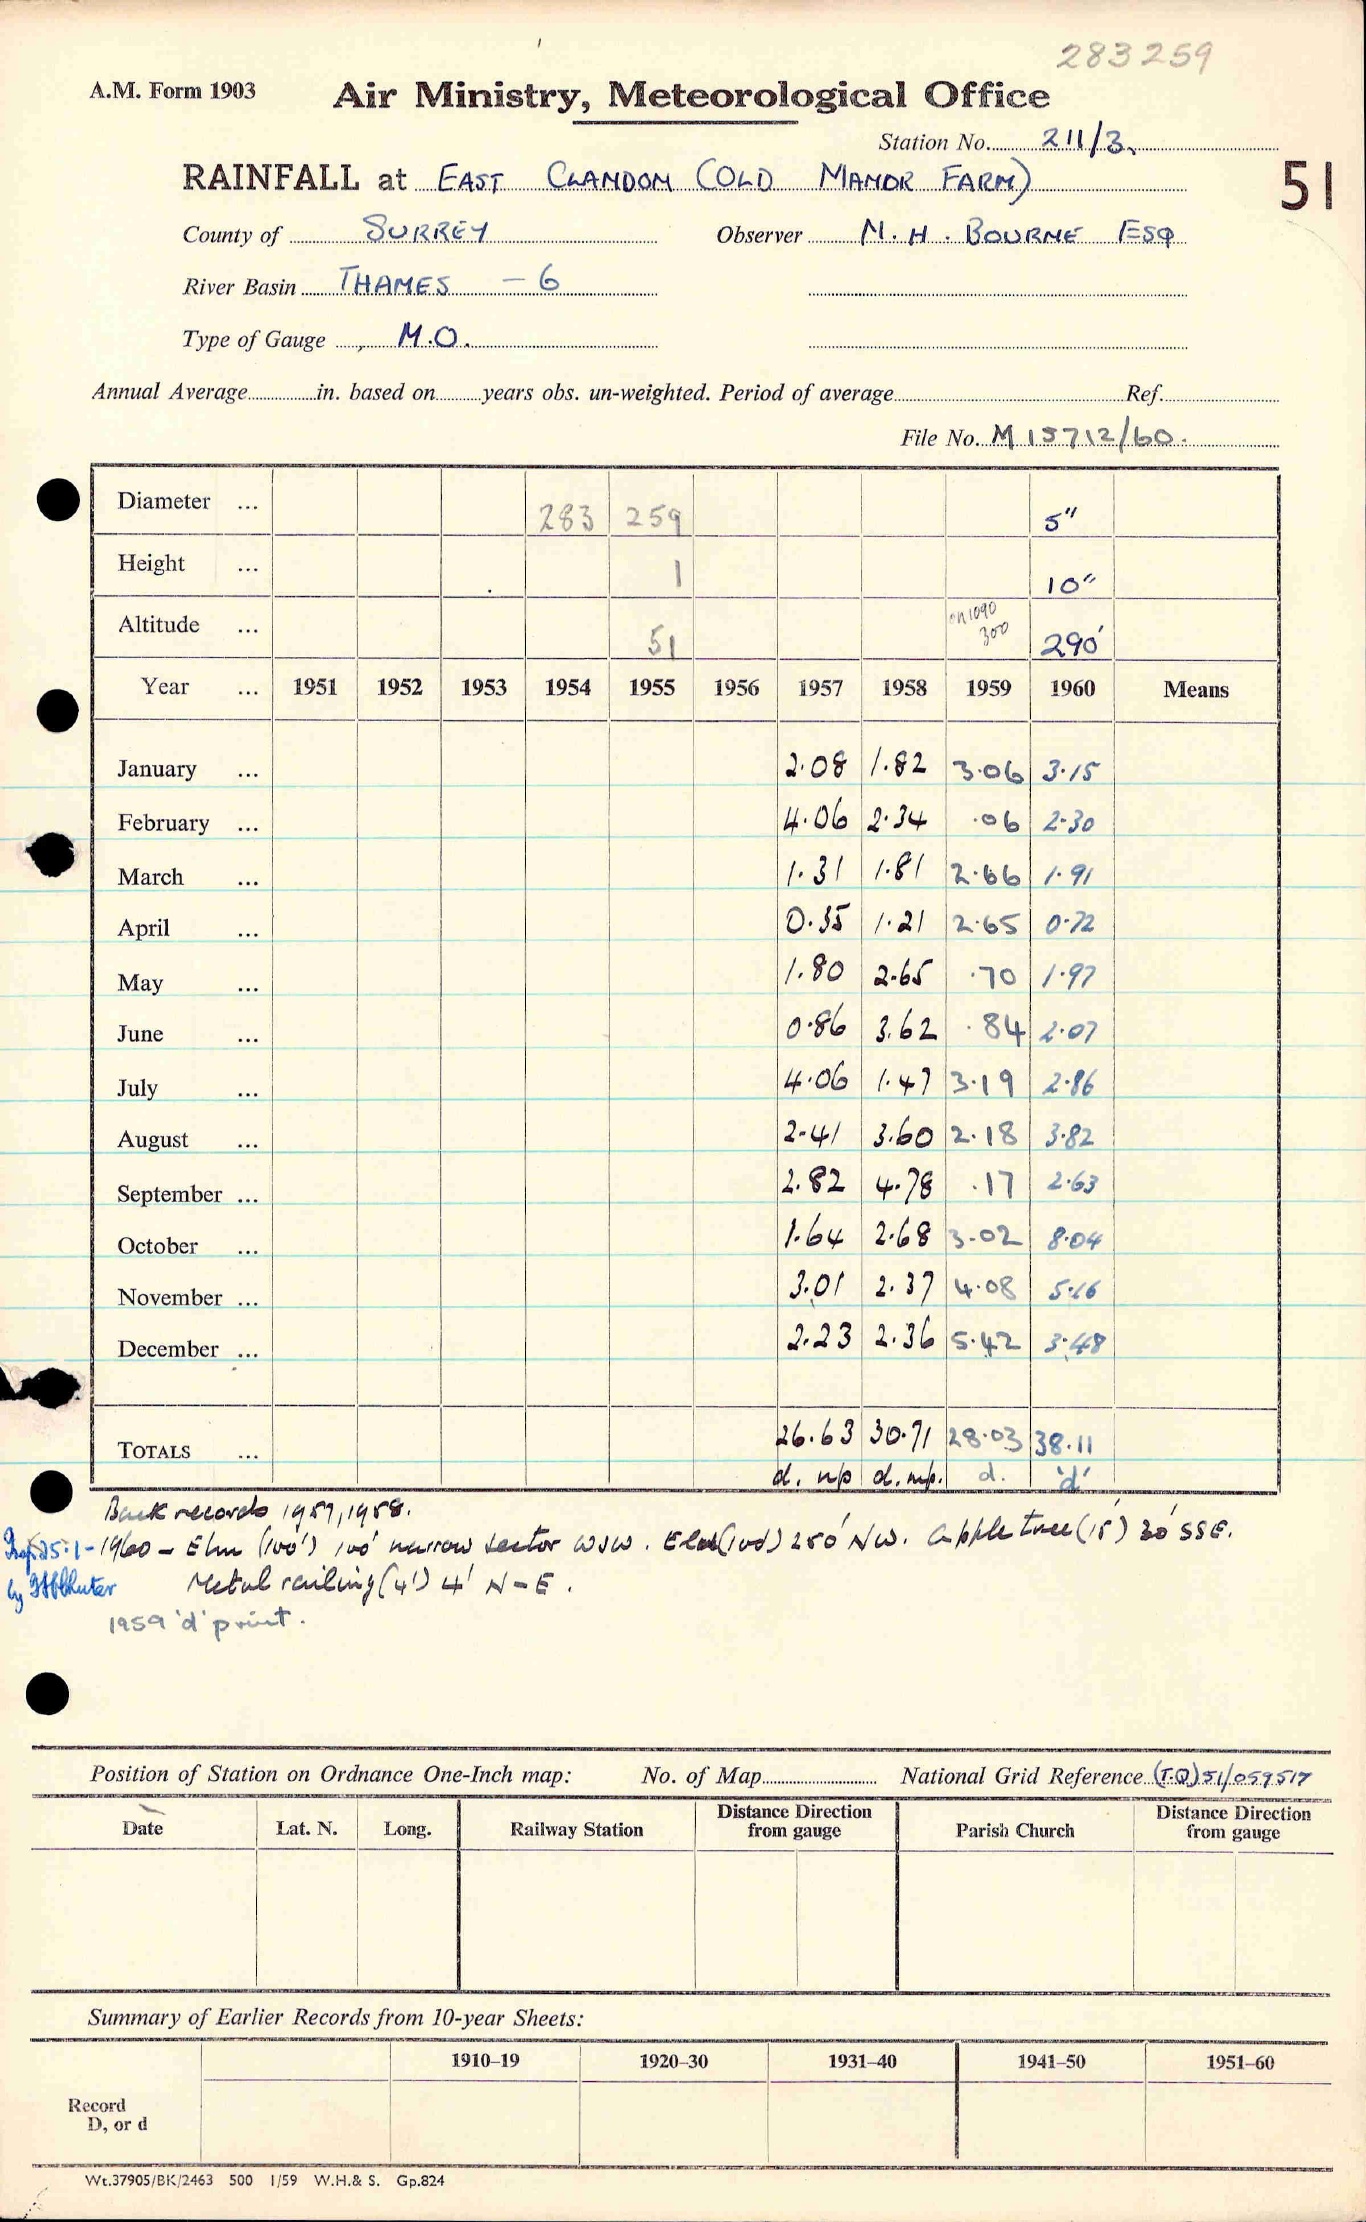 283259
A.M. Form 1903 Air Ministry, Meteorological Office
Station No. 211/3.
RAINFALL at EAST CLANDON (OLD MANOR FARM) 51
County of SURREY Observer M. H. BOURNE ESQ
River Basin THAMES - 6
Type of Gauge M.O.
Annual Average in. based on years obs. un-weighted. Period of average Ref.
File No. M 15712/60.
Diameter ... 283 259 5"
Height ... 1 10"
Altitude ... 51 300 290'
Year ... 1951 1952 1953 1954 1955 1956 1957 1958 1959 1960 Means
January ... 2.08 1.82 3.06 3.15
February ... 4.06 2.34 .06 2.30
March ... 1.31 1.81 2.66 1.91
April ... 0.35 1.21 2.65 0.72
May ... 1.80 2.65 .70 1.97
June ... 0.86 3.62 .84 2.07
July ... 4.06 1.47 3.19 2.86
August ... 2.41 3.60 2.18 3.82
September ... 2.82 4.78 .17 2.63
October ... 1.64 2.68 3.02 8.04
November ... 3.01 2.37 4.08 5.16
December ... 2.23 2.36 5.42 3.48
TOTALS ... 26.63 30.71 28.03 38.11
d. np d. np. d. 'd'
Back records 1957, 1958.
25.1-1960 - Elm (100') 100' narrow sector WSW. (100) 250' NW. Apple tree (15') 30' SSE.
by Metal railing (4') 4' N-E.
1959 'd' print.
Position of Station on Ordnance One-Inch map: No. of Map National Grid Reference (TQ) 51/059517
Date Lat. N. Long. Railway Station Distance Direction from gauge Parish Church Distance Direction from gauge
Summary of Earlier Records from 10-year Sheets:
1910-19 1920-30 1931-40 1941-50 1951-60
Record
D, or d
Wt.37905/BK/2463 500 1/59 W.H.& S. Gp.824